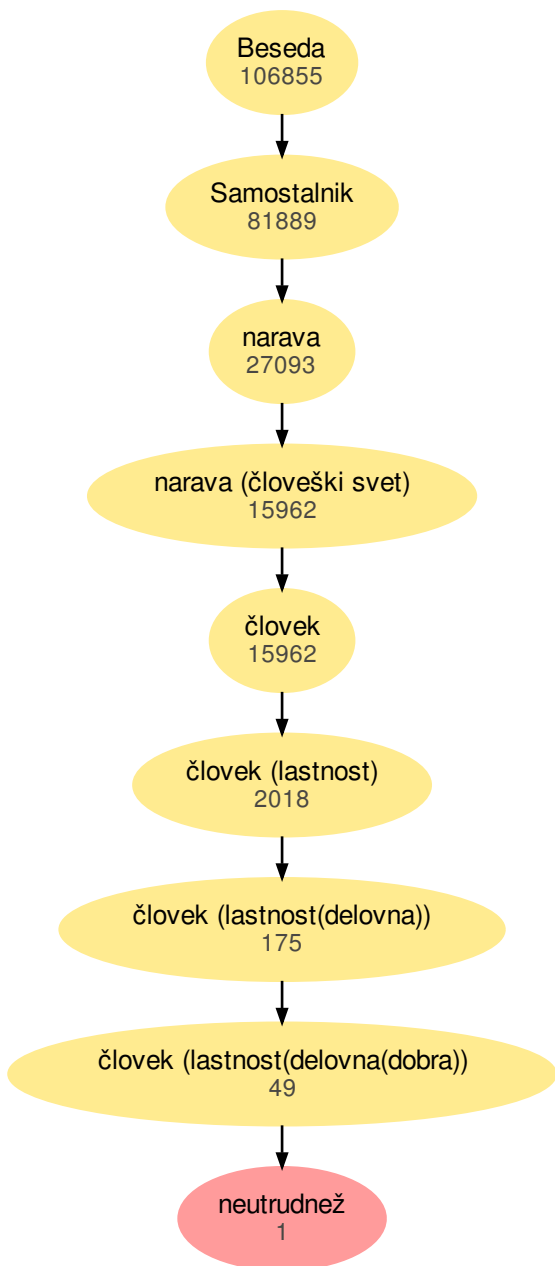 Beseda
106855
Samostalnik
81889
narava
27093
narava (človeški svet)
15962
človek
15962
človek (lastnost)
2018
človek (lastnost(delovna))
175
človek (lastnost(delovna(dobra))
49
neutrudnež
1